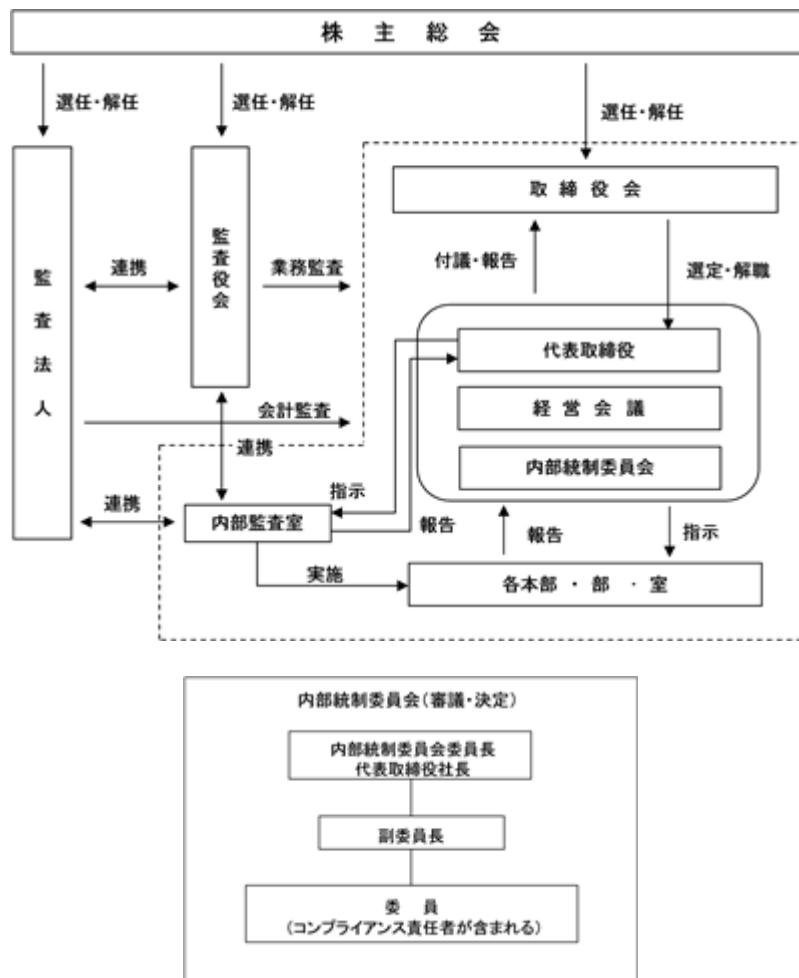 株 主 総 会
選任・解任
選任・解任
選任・解任
取 締 役 会
監査法人
監査役会
連携
業務監査
付議・報告
選定・解職
代表取締役
経 営 会 議
内部統制委員会
会計監査
連携
指示
連携
内部監査室
報告
報告
指示
実施
各本部 ・ 部 ・ 室
内部統制委員会(審議・決定)
内部統制委員会委員長
代表取締役社長
副委員長
委 員
(コンプライアンス責任者が含まれる)